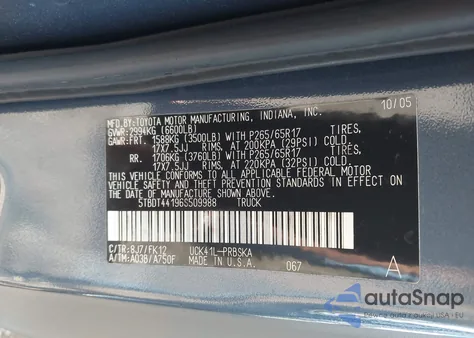 10/05
MFD.BY:TOYOTA MOTOR MANUFACTURING, INDIANA, INC.
GVWR:2994KG (6600LB)
GAWR:FRT. 1588KG (3500LB)WITH P265/65R17 TIRES,
17X7.5JJ RIMS, AT 200KPA (29PSI)COLD
RR. 1706KG (3760LB)WITH P265/65R17 TIRES,
17X7.5JJ RIMS, AT 220KPA (32PSI)COLD
THIS VEHICLE CONFORMS TO ALL APPLICABLE FEDERAL MOTOR
VEHICLE SAFETY STANDARDS IN EFFECT ON
THE DATE OF MANUFACTURE SHOWN ABOVE.
5TBDT44196S509988 TRUCK
C/TR:8J7/FK12 UCK41L-PRBSKA
A/TM:A03B/A750F MADE IN U.S.A. 067 A
autoSnap